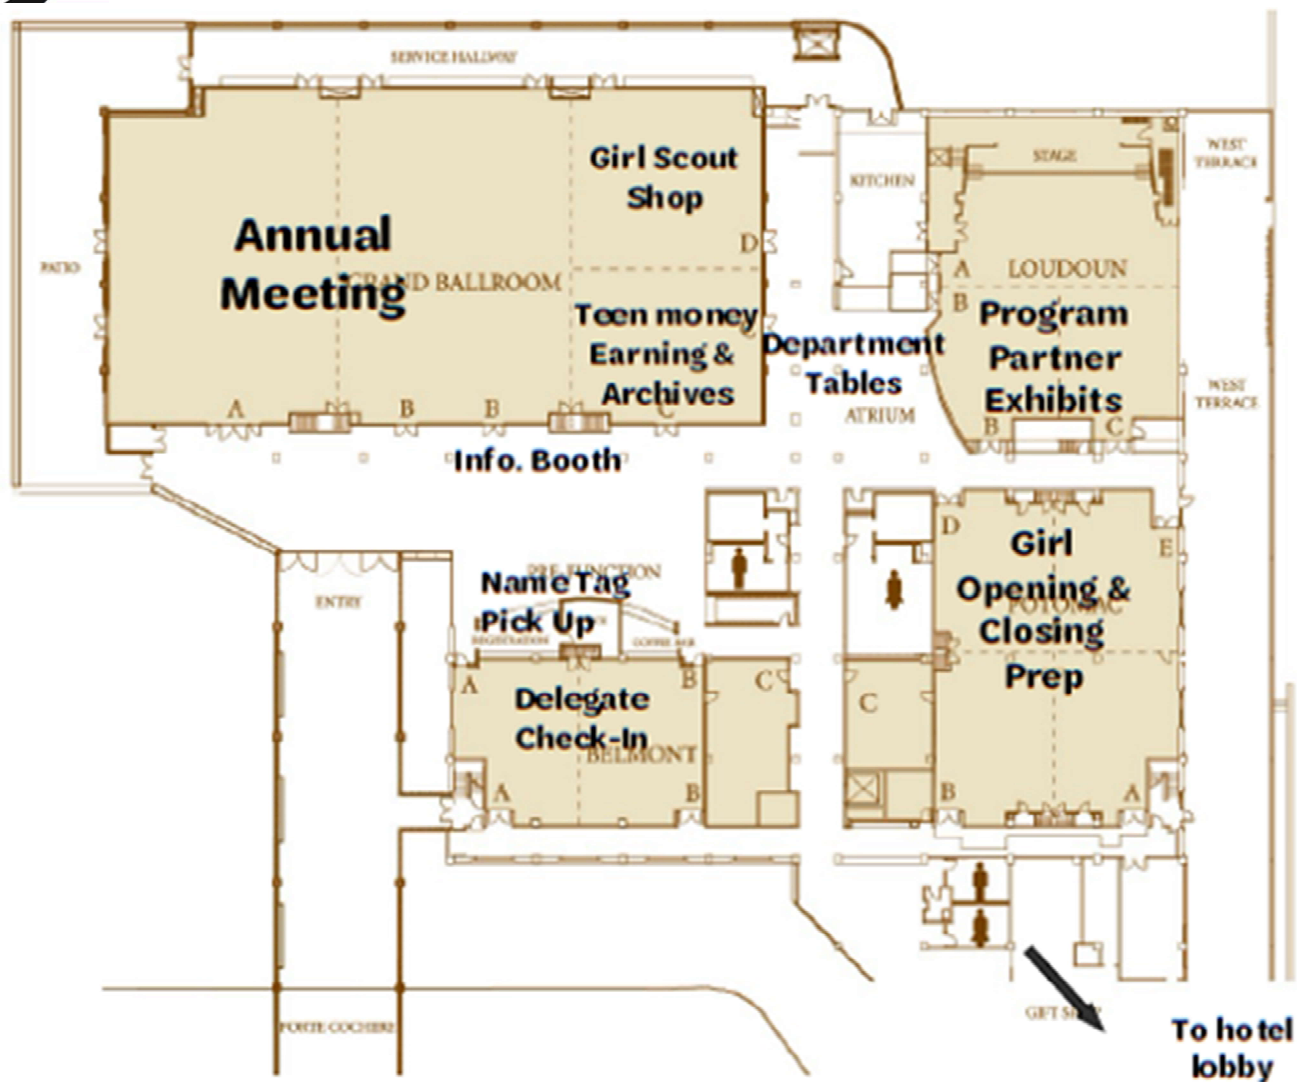 SERVICE HALLWAY
Girl Scout
Shop
Annual
Meeting
GRAND BALLROOM
D
PATIO
Teen money
Earning &
Archives
C
A
B
B
C
Info. Booth
KITCHEN
STAGE
WEST
TERRACE
A
LOUDOUN
B
Program
Partner
Exhibits
B
C
WEST
TERRACE
Department
Tables
ATRIUM
ENTRY
PRE-FUNCTION
Name Tag
Pick Up
REGISTRATION
COFFEE BAR
A
B
Delegate
Check-In
BELMONT
A
B
C
C
D
E
Girl
Opening &
POTOMAC
Closing
Prep
B
A
PORTE COCHERE
GIFT SHOP
To hotel
lobby